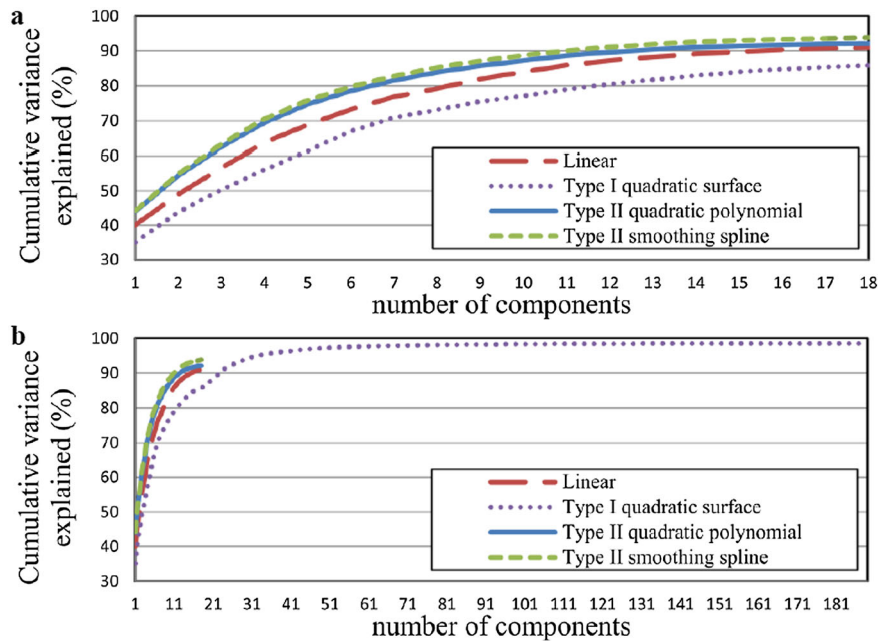 a
Cumulative variance
explained (%)
100
90
80
70
60
50
40
30
Linear
Type I quadratic surface
Type II quadratic polynomial
Type II smoothing spline
1 2 3 4 5 6 7 8 9 10 11 12 13 14 15 16 17 18
number of components
b
Cumulative variance
explained (%)
100
90
80
70
60
50
40
30
Linear
Type I quadratic surface
Type II quadratic polynomial
Type II smoothing spline
1 11 21 31 41 51 61 71 81 91 101 111 121 131 141 151 161 171 181
number of components